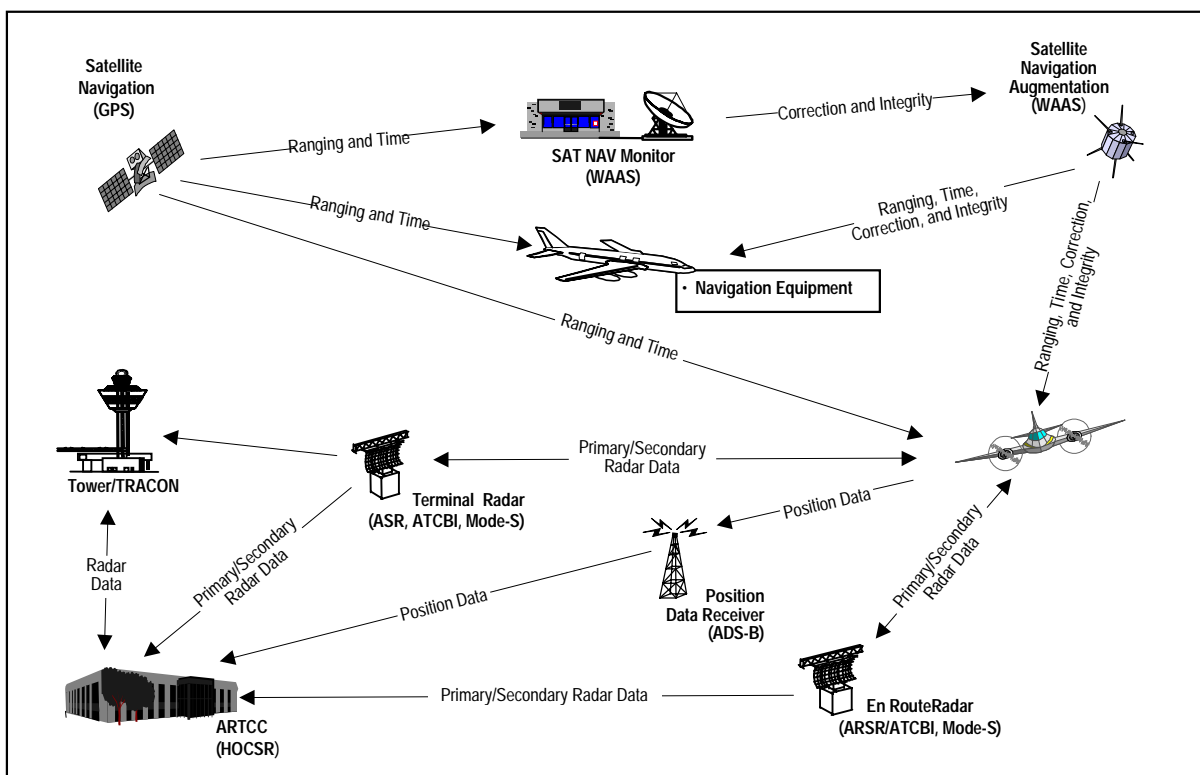 Satellite
Navigation
(GPS)
Satellite
Navigation
Augmentation
(WAAS)
Ranging and Time
Correction and Integrity
SAT NAV Monitor
(WAAS)
Ranging and Time
Ranging, Time,
Correction, and Integrity
• Navigation Equipment
Ranging, Time, Correction,
and Integrity
Ranging and Time
Tower/TRACON
Primary/Secondary
Radar Data
Terminal Radar
(ASR, ATCBI, Mode-S)
Position Data
Radar
Data
Primary/Secondary
Radar Data
Position Data
Position
Data Receiver
(ADS-B)
Primary/Secondary
Radar Data
Primary/Secondary Radar Data
En RouteRadar
(ARSR/ATCBI, Mode-S)
ARTCC
(HOCSR)